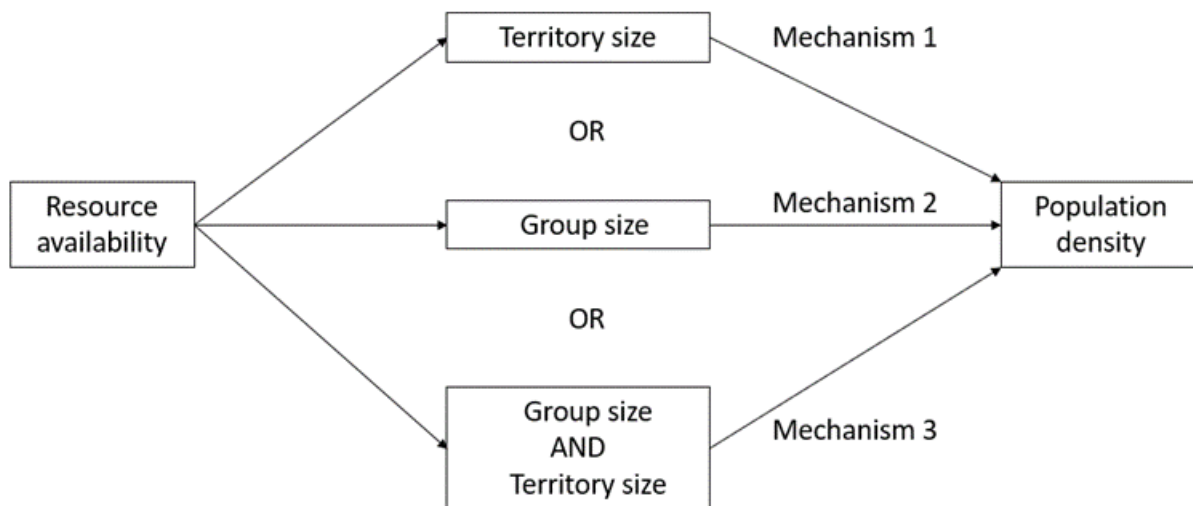 Territory size
Mechanism 1
OR
Resource
availability
Group size
Mechanism 2
Population
density
OR
Group size
AND
Territory size
Mechanism 3